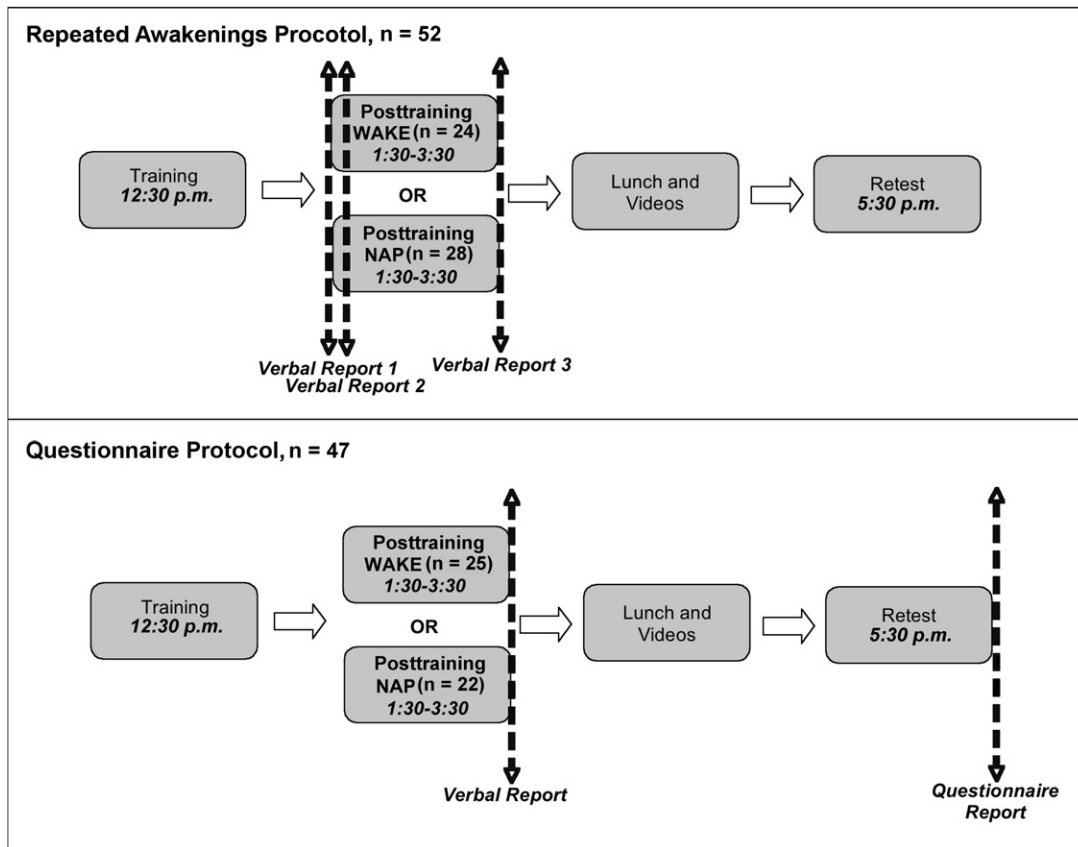 Repeated Awakenings Procotol, n = 52
Training
12:30 p.m.
Posttraining
WAKE (n = 24)
1:30-3:30
OR
Posttraining
NAP (n = 28)
1:30-3:30
Lunch and
Videos
Retest
5:30 p.m.
Verbal Report 1
Verbal Report 2
Verbal Report 3
Questionnaire Protocol, n = 47
Training
12:30 p.m.
Posttraining
WAKE (n = 25)
1:30-3:30
OR
Posttraining
NAP (n = 22)
1:30-3:30
Lunch and
Videos
Retest
5:30 p.m.
Verbal Report
Questionnaire
Report